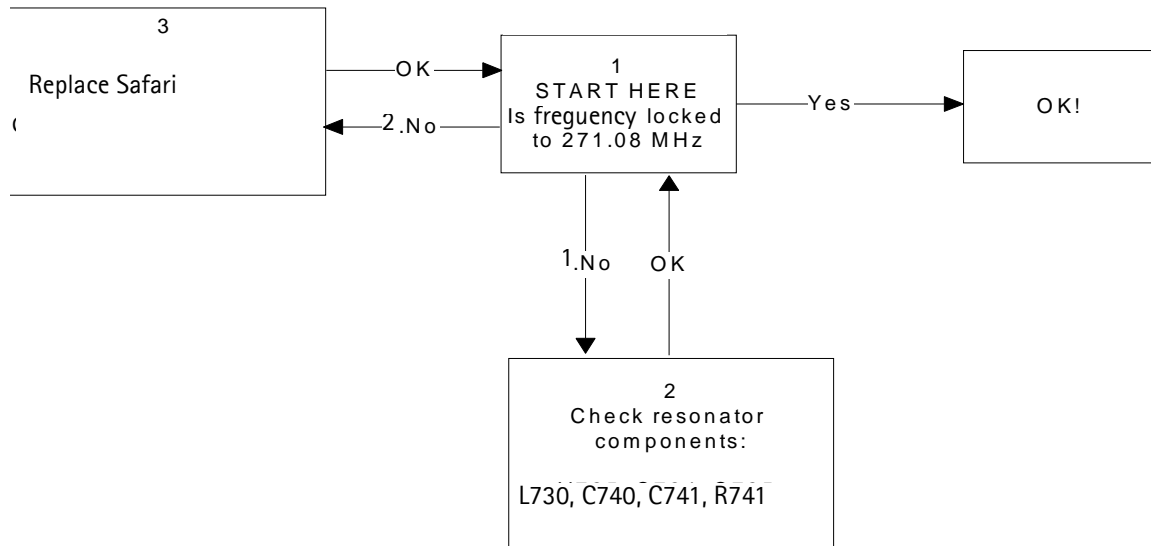 3
Replace Safari
OK
2.No
1
START HERE
Is freguency locked
to 271.08 MHz
Yes
OK!
1.No
OK
2
Check resonator
components:
L730, C740, C741, R741